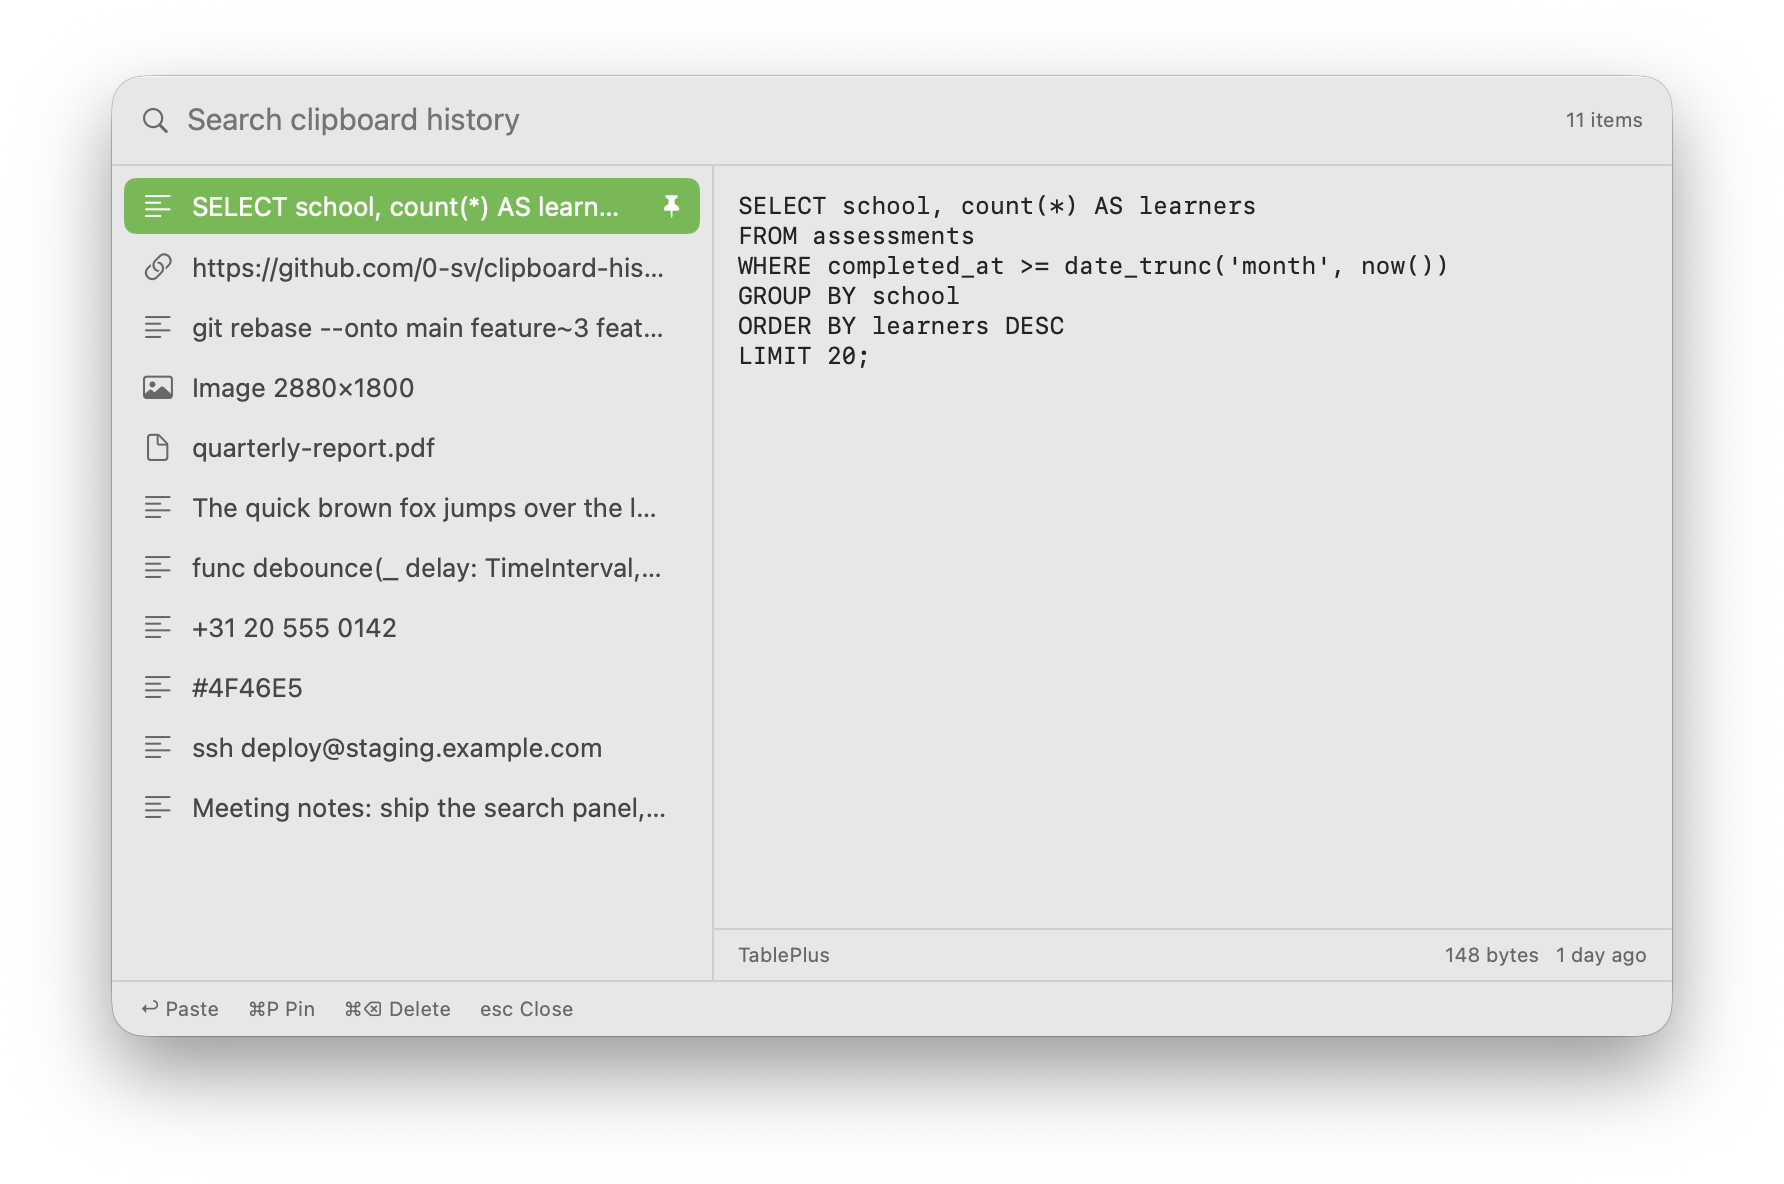 Search clipboard history
11 items
SELECT school, count(*) AS learn...
https://github.com/0-sv/clipboard-his...
git rebase --onto main feature~3 feat...
Image 2880×1800
quarterly-report.pdf
The quick brown fox jumps over the l...
func debounce(_ delay: TimeInterval,...
+31 20 555 0142
#4F46E5
ssh deploy@staging.example.com
Meeting notes: ship the search panel,...
SELECT school, count(*) AS learners
FROM assessments
WHERE completed_at >= date_trunc('month', now())
GROUP BY school
ORDER BY learners DESC
LIMIT 20;
TablePlus
148 bytes 1 day ago
↩ Paste ⌘P Pin ⌘⌫ Delete esc Close